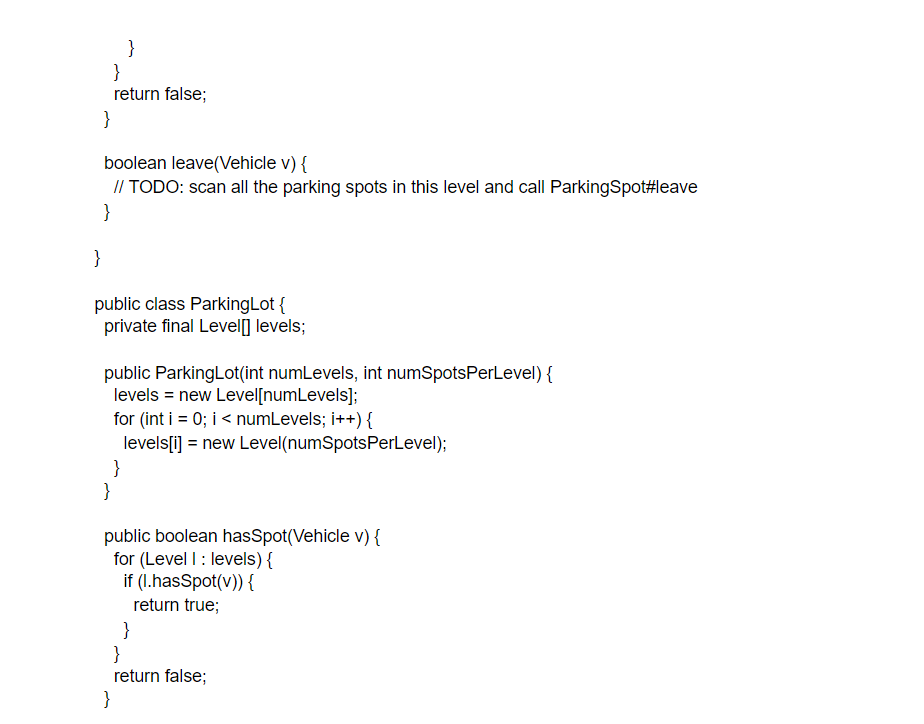 }
}
return false;
}
boolean leave(Vehicle v) {
// TODO: scan all the parking spots in this level and call ParkingSpot#leave
}
}
public class ParkingLot {
private final Level[] levels;
public ParkingLot(int numLevels, int numSpotsPerLevel) {
levels = new Level[numLevels];
for (int i = 0; i < numLevels; i++) {
levels[i] = new Level(numSpotsPerLevel);
}
}
public boolean hasSpot(Vehicle v) {
for (Level l : levels) {
if (l.hasSpot(v)) {
return true;
}
}
return false;
}